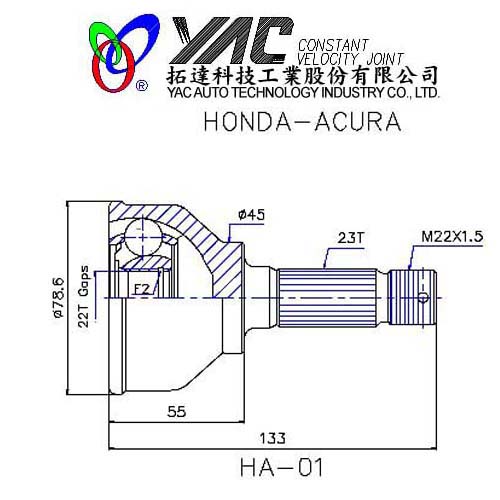 YAC CONSTANT
VELOCITY JOINT
®
拓達科技工業股份有限公司
YAC AUTO TECHNOLOGY INDUSTRY CO., LTD.
HONDA-ACURA
ø45
23T
M22X1.5
ø78.6
22T Gaps
F2
55
133
HA-01